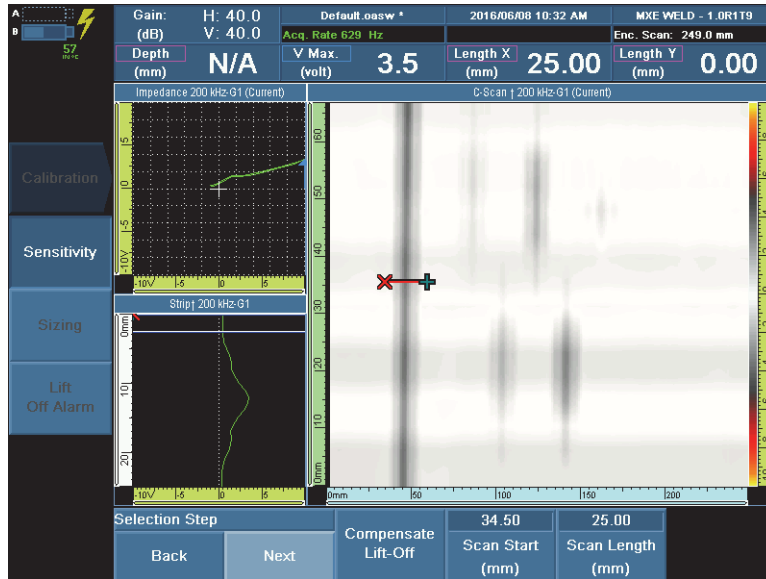 A
B
57
IN °C
Gain: H: 40.0
(dB) V: 40.0
Default.oasw *
2016/06/08 10:32 AM
MXE WELD - 1.0R1T9
Acq. Rate 629 Hz
Enc. Scan: 249.0 mm
Depth
(mm)
N/A
V Max.
(volt)
3.5
Length X
(mm)
25.00
Length Y
(mm)
0.00
Impedance 200 kHz-G1 (Current)
C-Scan † 200 kHz-G1 (Current)
Calibration
Sensitivity
Sizing
Lift
Off Alarm
|5
|0
|-5
-10V
-10V |-5 |0 |5
Strip† 200 kHz-G1
0mm
|10
|20
-10V |-5 |0 |5
|60
|50
|40
|30
|20
|10
0mm
0mm |50 |100 |150 |200
Selection Step
Back
Next
Compensate
Lift-Off
34.50
Scan Start
(mm)
25.00
Scan Length
(mm)